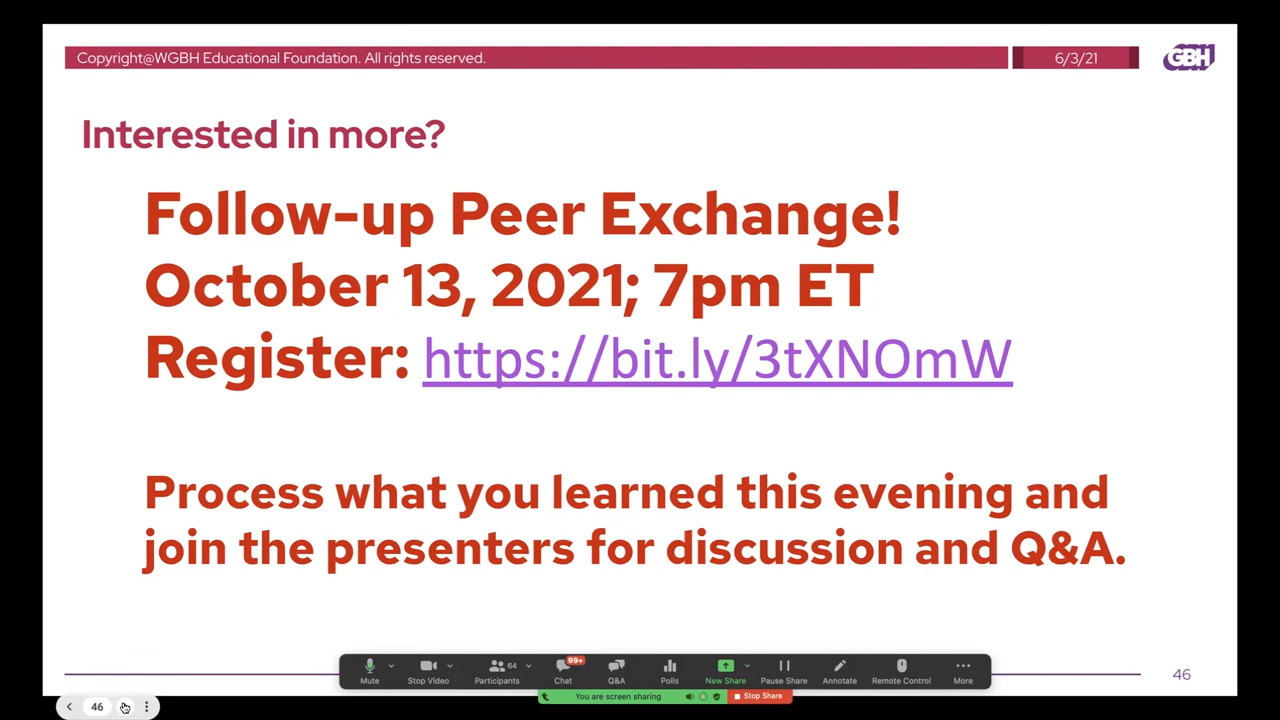 Copyright@WGBH Educational Foundation. All rights reserved.
6/3/21
GBH
Interested in more?
Follow-up Peer Exchange!
October 13, 2021; 7pm ET
Register: https://bit.ly/3tXNOmW
Process what you learned this evening and
join the presenters for discussion and Q&A.
64
99+
Mute
Stop Video
Participants
Chat
Q&A
Polls
New Share
Pause Share
Annotate
Remote Control
More
46
You are screen sharing
Stop Share
46